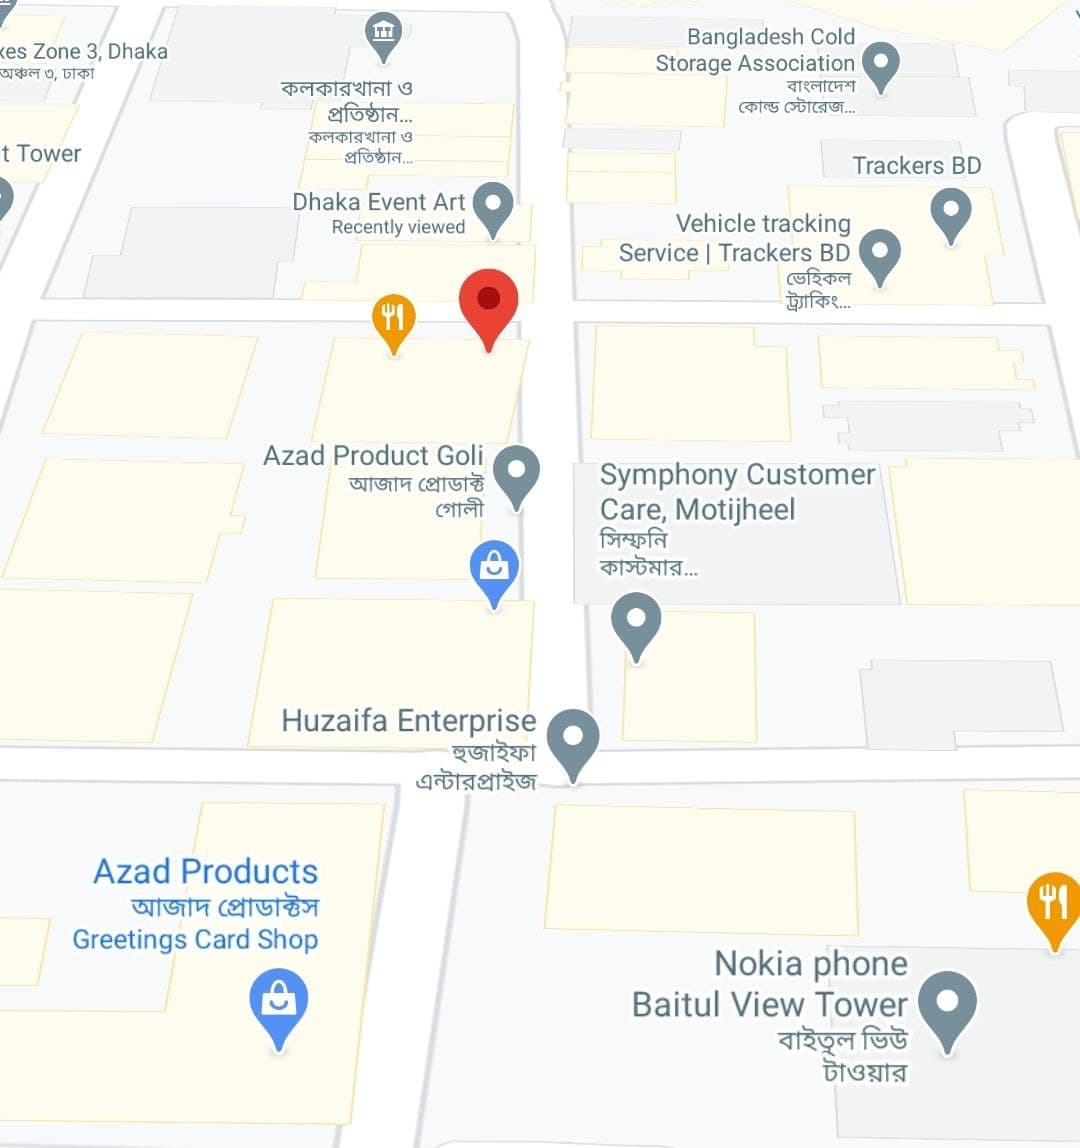 xes Zone 3, Dhaka
অঞ্চল ৩, ঢাকা
t Tower
কলকারখানা ও
প্রতিষ্ঠান...
কলকারখানা ও
প্রতিষ্ঠান...
Bangladesh Cold
Storage Association
বাংলাদেশ
কোল্ড স্টোরেজ...
Trackers BD
Dhaka Event Art
Recently viewed
Vehicle tracking
Service | Trackers BD
ভেহিকল
ট্র্যাকিং...
Azad Product Goli
আজাদ প্রোডাক্ট
গোলী
Symphony Customer
Care, Motijheel
সিম্ফনি
কাস্টমার...
Huzaifa Enterprise
হুজাইফা
এন্টারপ্রাইজ
Azad Products
আজাদ প্রোডাক্টস
Greetings Card Shop
Nokia phone
Baitul View Tower
বাইতুল ভিউ
টাওয়ার